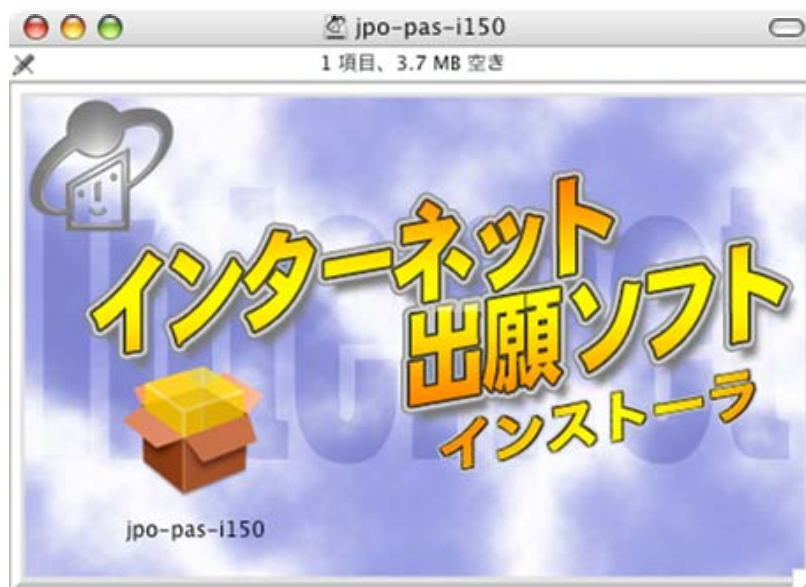 jpo-pas-i150
1 項目、3.7 MB 空き
Internet
インターネット
出願ソフト
インストーラ
jpo-pas-i150